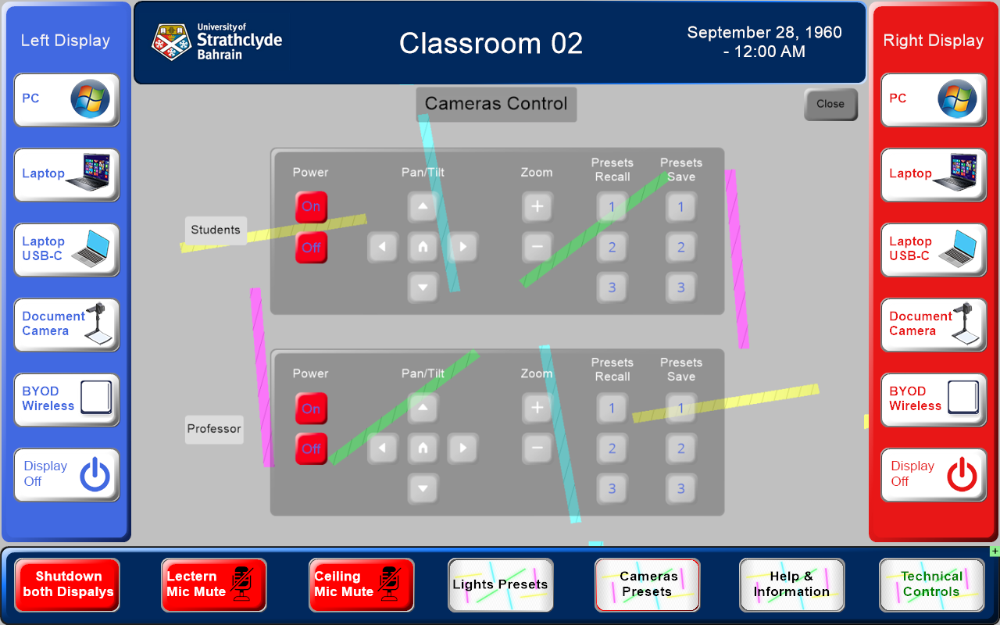 Left Display
PC
Laptop
Laptop
USB-C
Document
Camera
BYOD
Wireless
Display
Off
University of
Strathclyde
Bahrain
Classroom 02
September 28, 1960
- 12:00 AM
Cameras Control
Close
Students
Power
On
Off
Pan/Tilt
Zoom
+
−
Presets
Recall
1
2
3
Presets
Save
1
2
3
Professor
Power
On
Off
Pan/Tilt
Zoom
+
−
Presets
Recall
1
2
3
Presets
Save
1
2
3
Right Display
PC
Laptop
Laptop
USB-C
Document
Camera
BYOD
Wireless
Display
Off
Shutdown
both Dispalys
Lectern
Mic Mute
Ceiling
Mic Mute
Lights Presets
Cameras
Presets
Help &
Information
Technical
Controls
+